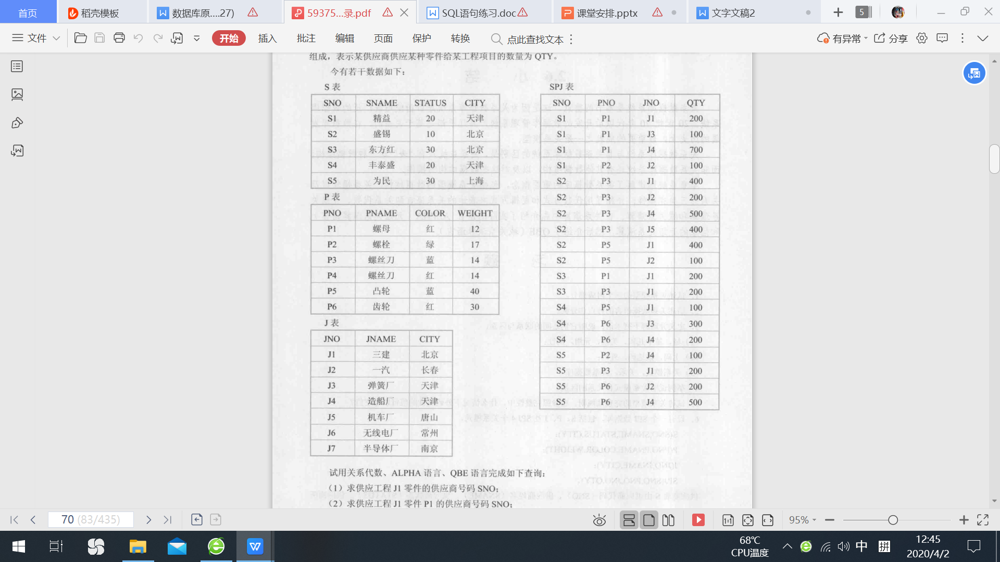 首页
稻壳模板
数据库原....27)
59375...录.pdf
SQL语句练习.doc
课堂安排.pptx
文字文稿2
5
文件
开始
插入
批注
编辑
页面
保护
转换
点此查找文本
有异常
分享
组成，表示某供应商供应某种零件给某工程项目的数量为 QTY。
今有若干数据如下：
S 表
SNO SNAME STATUS CITY
S1 精益 20 天津
S2 盛锡 10 北京
S3 东方红 30 北京
S4 丰泰盛 20 天津
S5 为民 30 上海
P 表
PNO PNAME COLOR WEIGHT
P1 螺母 红 12
P2 螺栓 绿 17
P3 螺丝刀 蓝 14
P4 螺丝刀 红 14
P5 凸轮 蓝 40
P6 齿轮 红 30
J 表
JNO JNAME CITY
J1 三建 北京
J2 一汽 长春
J3 弹簧厂 天津
J4 造船厂 天津
J5 机车厂 唐山
J6 无线电厂 常州
J7 半导体厂 南京
SPJ 表
SNO PNO JNO QTY
S1 P1 J1 200
S1 P1 J3 100
S1 P1 J4 700
S1 P2 J2 100
S2 P3 J1 400
S2 P3 J2 200
S2 P3 J4 500
S2 P3 J5 400
S2 P5 J1 400
S2 P5 J2 100
S3 P1 J1 200
S3 P3 J1 200
S4 P5 J1 100
S4 P6 J3 300
S4 P6 J4 200
S5 P2 J4 100
S5 P3 J1 200
S5 P6 J2 200
S5 P6 J4 500
试用关系代数、ALPHA 语言、QBE 语言完成如下查询：
（1）求供应工程 J1 零件的供应商号码 SNO；
（2）求供应工程 J1 零件 P1 的供应商号码 SNO；
70 (83/435)
1:1
95%
68℃
CPU温度
中
拼
12:45
2020/4/2